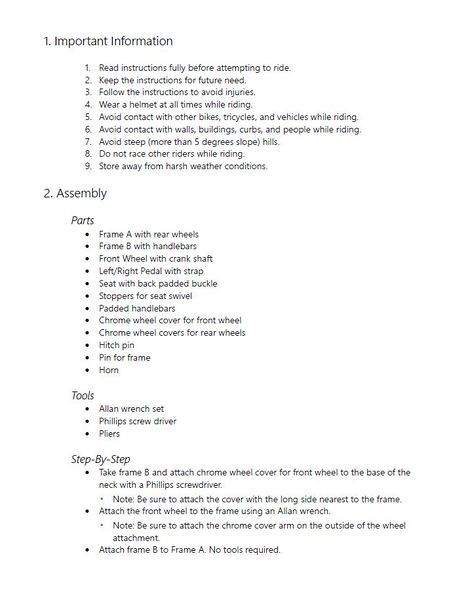 1. Important Information
1. Read instructions fully before attempting to ride.
2. Keep the instructions for future need.
3. Follow the instructions to avoid injuries.
4. Wear a helmet at all times while riding.
5. Avoid contact with other bikes, tricycles, and vehicles while riding.
6. Avoid contact with walls, buildings, curbs, and people while riding.
7. Avoid steep (more than 5 degrees slope) hills.
8. Do not race other riders while riding.
9. Store away from harsh weather conditions.
2. Assembly
Parts
• Frame A with rear wheels
• Frame B with handlebars
• Front Wheel with crank shaft
• Left/Right Pedal with strap
• Seat with back padded buckle
• Stoppers for seat swivel
• Padded handlebars
• Chrome wheel cover for front wheel
• Chrome wheel covers for rear wheels
• Hitch pin
• Pin for frame
• Horn
Tools
• Allan wrench set
• Phillips screw driver
• Pliers
Step-By-Step
• Take frame B and attach chrome wheel cover for front wheel to the base of the
neck with a Phillips screwdriver.
• Note: Be sure to attach the cover with the long side nearest to the frame.
• Attach the front wheel to the frame using an Allan wrench.
• Note: Be sure to attach the chrome cover arm on the outside of the wheel
attachment.
• Attach frame B to Frame A. No tools required.